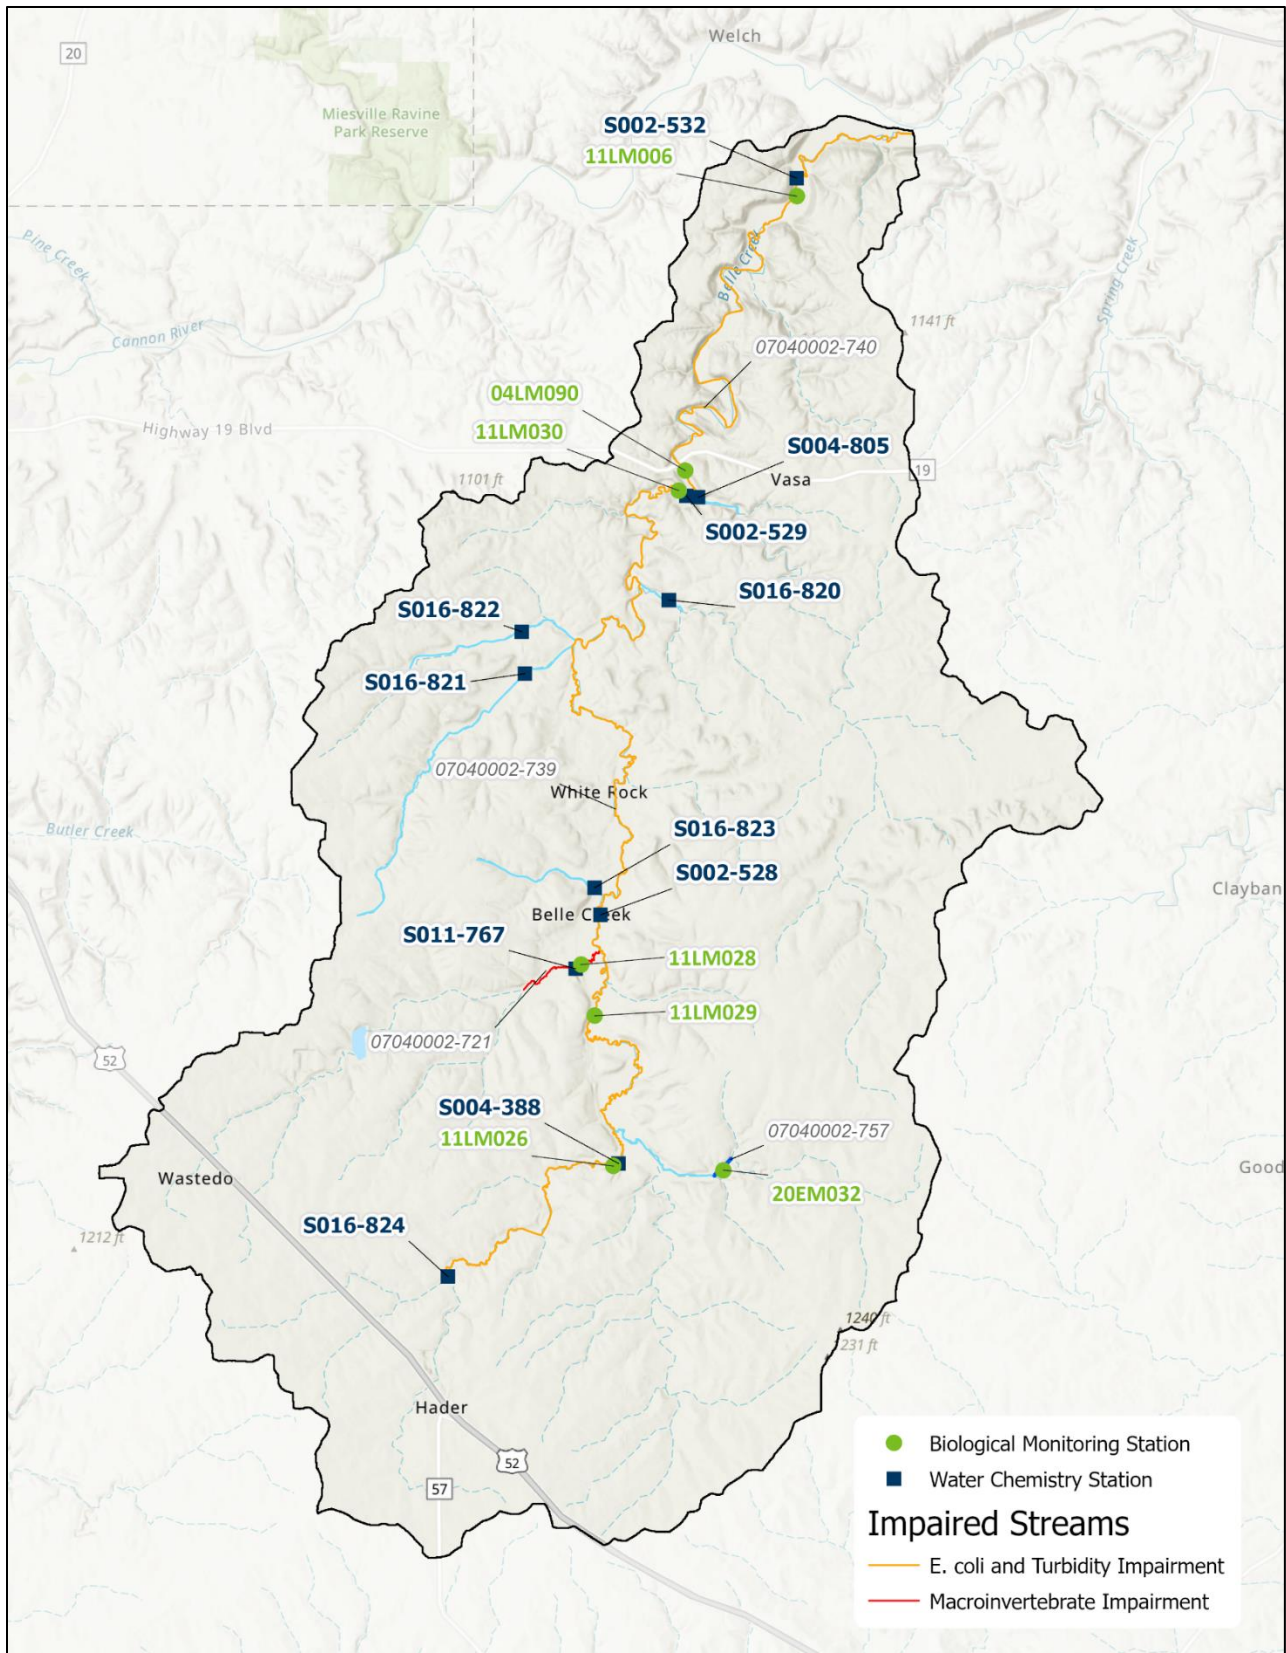 Welch
20
Miesville Ravine
Park Reserve
S002-532
11LM006
Pine Creek
Belle Creek
Spring Creek
Cannon River
1141 ft
07040002-740
04LM090
Highway 19 Blvd
11LM030
S004-805
1101 ft
Vasa
19
S002-529
S016-820
S016-822
S016-821
07040002-739
White Rock
Butler Creek
S016-823
S002-528
Clayban
Belle Creek
S011-767
11LM028
11LM029
07040002-721
52
S004-388
11LM026
07040002-757
Good
Wastedo
20EM032
S016-824
1212 ft
1240 ft
1231 ft
Hader
52
57
Biological Monitoring Station
Water Chemistry Station
Impaired Streams
E. coli and Turbidity Impairment
Macroinvertebrate Impairment